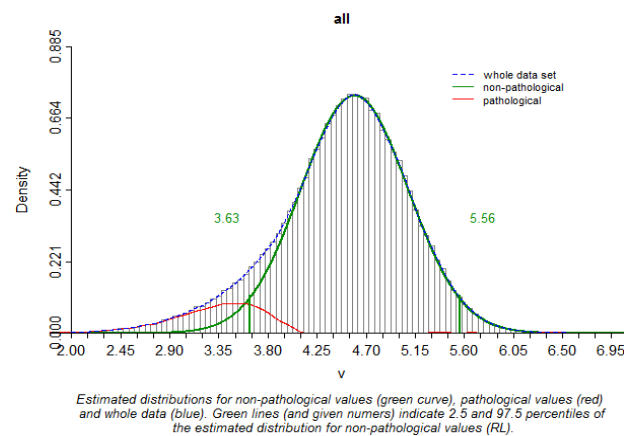 all
0.885
0.664
0.442
0.221
0.000
Density
whole data set
non-pathological
pathological
3.63
5.56
2.00 2.45 2.90 3.35 3.80 4.25 4.70 5.15 5.60 6.05 6.50 6.95
v
Estimated distributions for non-pathological values (green curve), pathological values (red)
and whole data (blue). Green lines (and given numers) indicate 2.5 and 97.5 percentiles of
the estimated distribution for non-pathological values (RL).